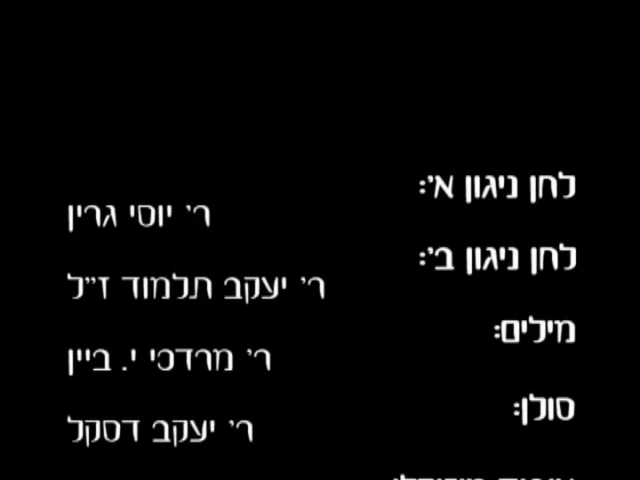 לחן ניגון א':
ר' יוסי גרין
לחן ניגון ב':
ר' יעקב תלמוד ז"ל
מילים:
ר' מרדכי י. ביין
סולן:
ר' יעקב דסקל